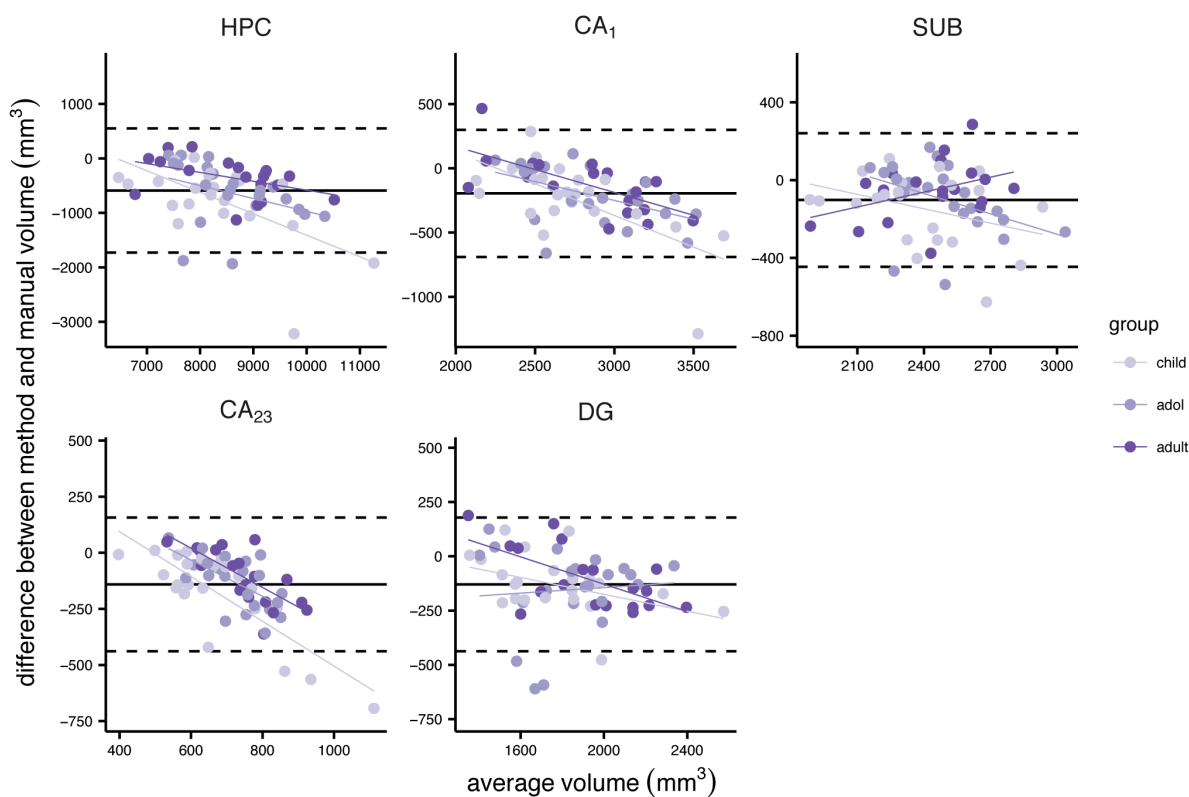 HPC
CA₁
SUB
difference between method and manual volume (mm³)
1000
0
−1000
−2000
−3000
7000 8000 9000 10000 11000
500
0
−500
−1000
2000 2500 3000 3500
400
0
−400
−800
2100 2400 2700 3000
group
child
adol
adult
CA₂₃
DG
500
250
0
−250
−500
−750
400 600 800 1000
500
250
0
−250
−500
−750
1600 2000 2400
average volume (mm³)